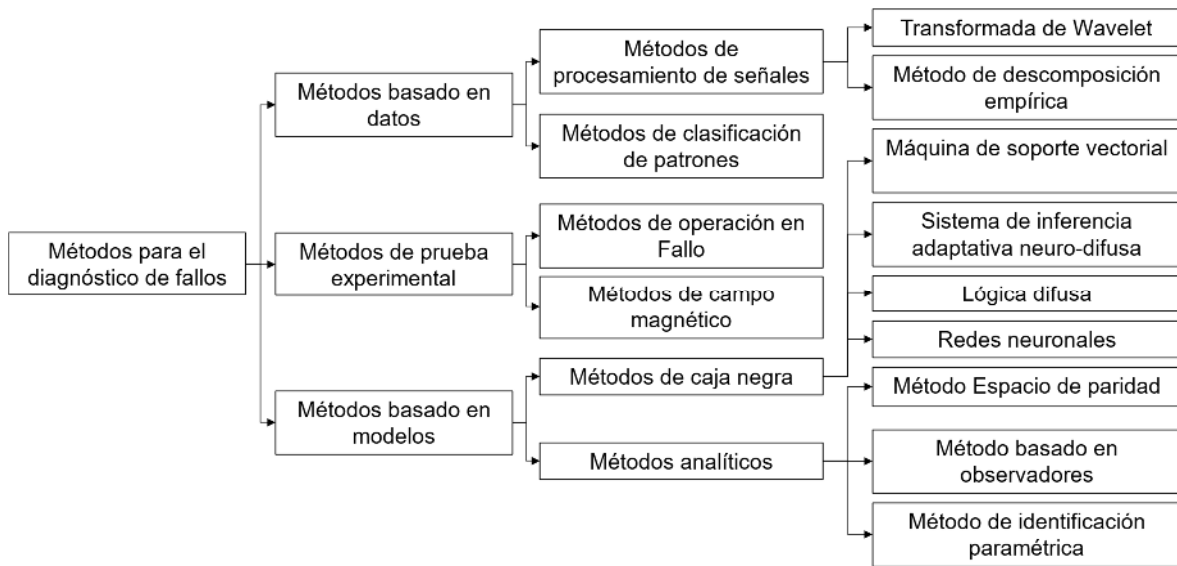 Métodos para el
diagnóstico de fallos
Métodos basado en
datos
Métodos de prueba
experimental
Métodos basado en
modelos
Métodos de
procesamiento de señales
Métodos de clasificación
de patrones
Métodos de operación en
Fallo
Métodos de campo
magnético
Métodos de caja negra
Métodos analíticos
Transformada de Wavelet
Método de descomposición
empírica
Máquina de soporte vectorial
Sistema de inferencia
adaptativa neuro-difusa
Lógica difusa
Redes neuronales
Método Espacio de paridad
Método basado en
observadores
Método de identificación
paramétrica